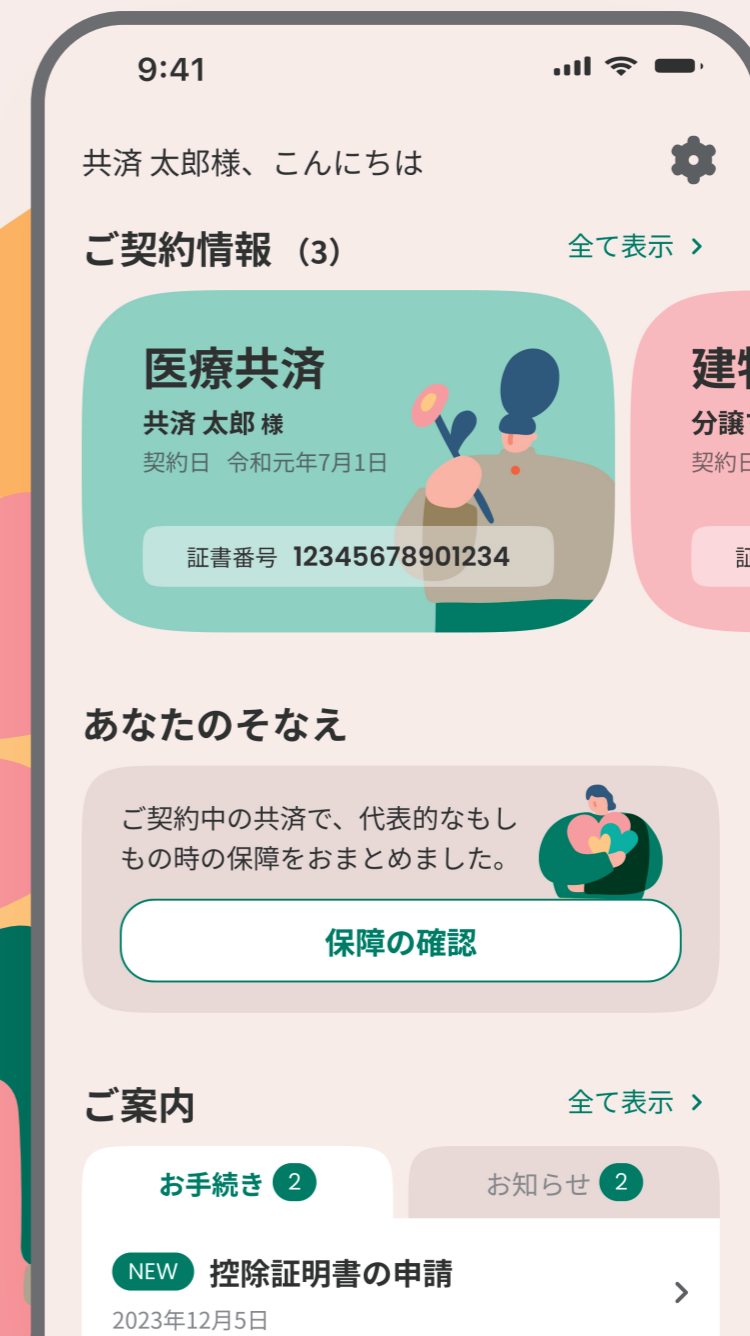 9:41
共済 太郎様、こんにちは
ご契約情報 (3)
全て表示 >
医療共済
共済 太郎 様
契約日 令和元年7月1日
証書番号 12345678901234
建
分譲
契約日
証
あなたのそなえ
ご契約中の共済で、代表的なもし
もの時の保障をおまとめました。
保障の確認
ご案内
全て表示 >
お手続き 2
お知らせ 2
NEW 控除証明書の申請
2023年12月5日